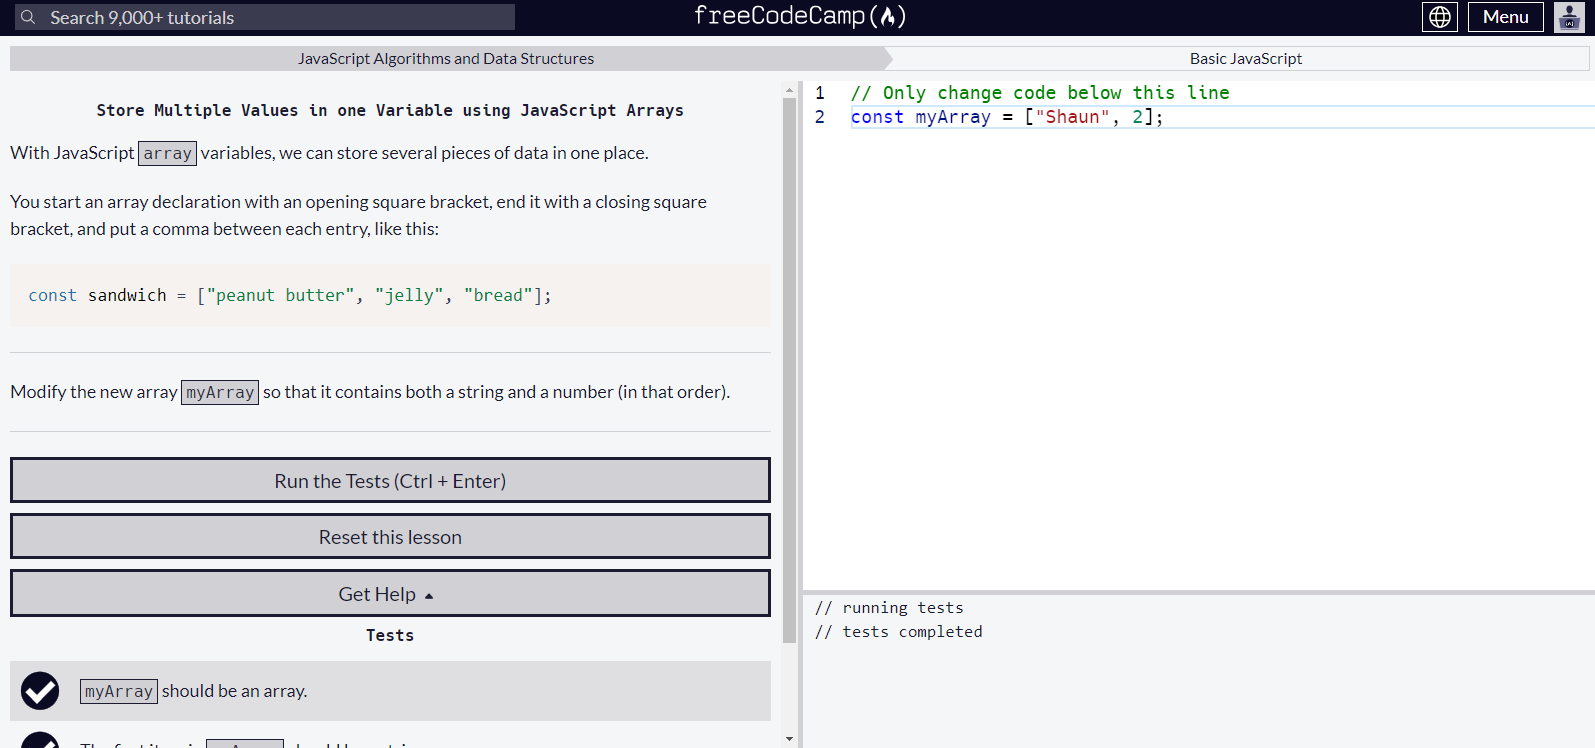 Search 9,000+ tutorials
freeCodeCamp
Menu
JavaScript Algorithms and Data Structures
Basic JavaScript
Store Multiple Values in one Variable using JavaScript Arrays
With JavaScript array variables, we can store several pieces of data in one place.
You start an array declaration with an opening square bracket, end it with a closing square
bracket, and put a comma between each entry, like this:
const sandwich = ["peanut butter", "jelly", "bread"];
Modify the new array myArray so that it contains both a string and a number (in that order).
Run the Tests (Ctrl + Enter)
Reset this lesson
Get Help
Tests
myArray should be an array.
1 // Only change code below this line
2 const myArray = ["Shaun", 2];
// running tests
// tests completed